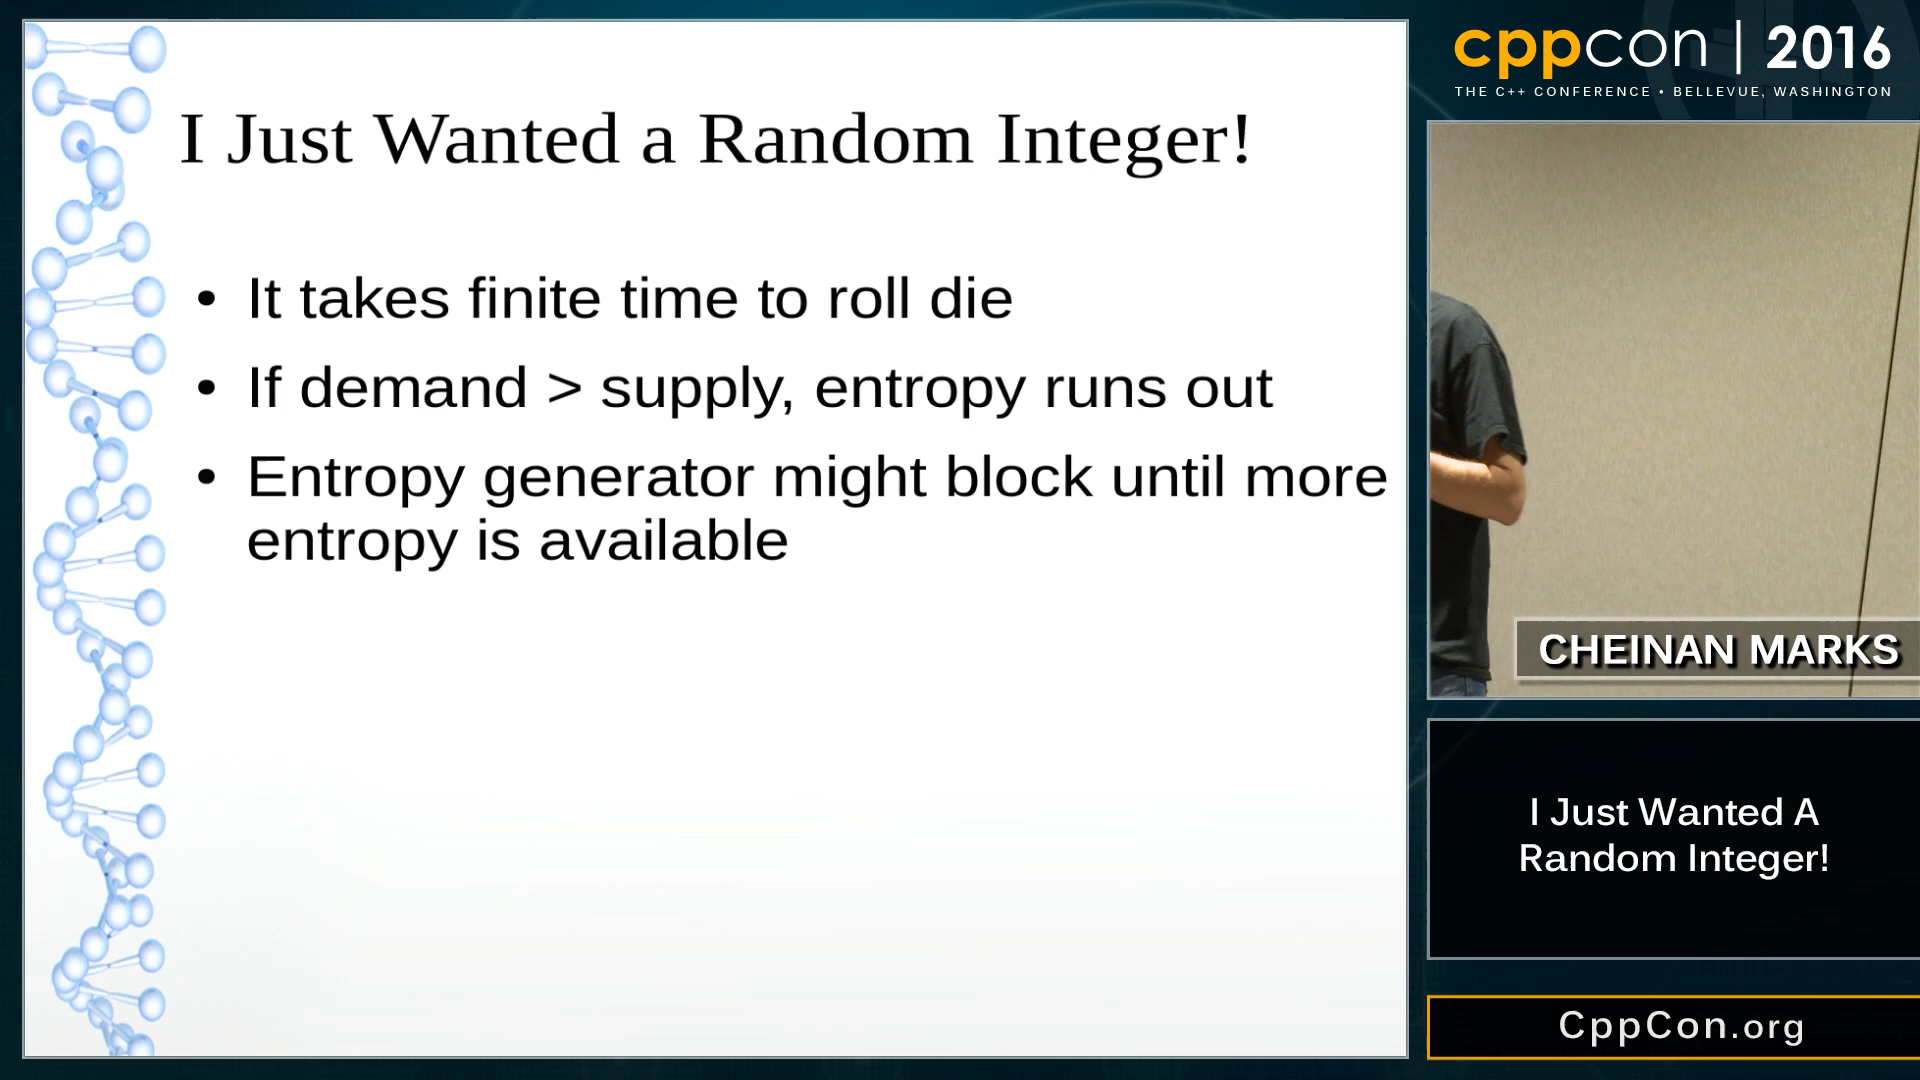 I Just Wanted a Random Integer!
• It takes finite time to roll die
• If demand > supply, entropy runs out
• Entropy generator might block until more
entropy is available
cppcon | 2016
THE C++ CONFERENCE • BELLEVUE, WASHINGTON
CHEINAN MARKS
I Just Wanted A
Random Integer!
CppCon.org